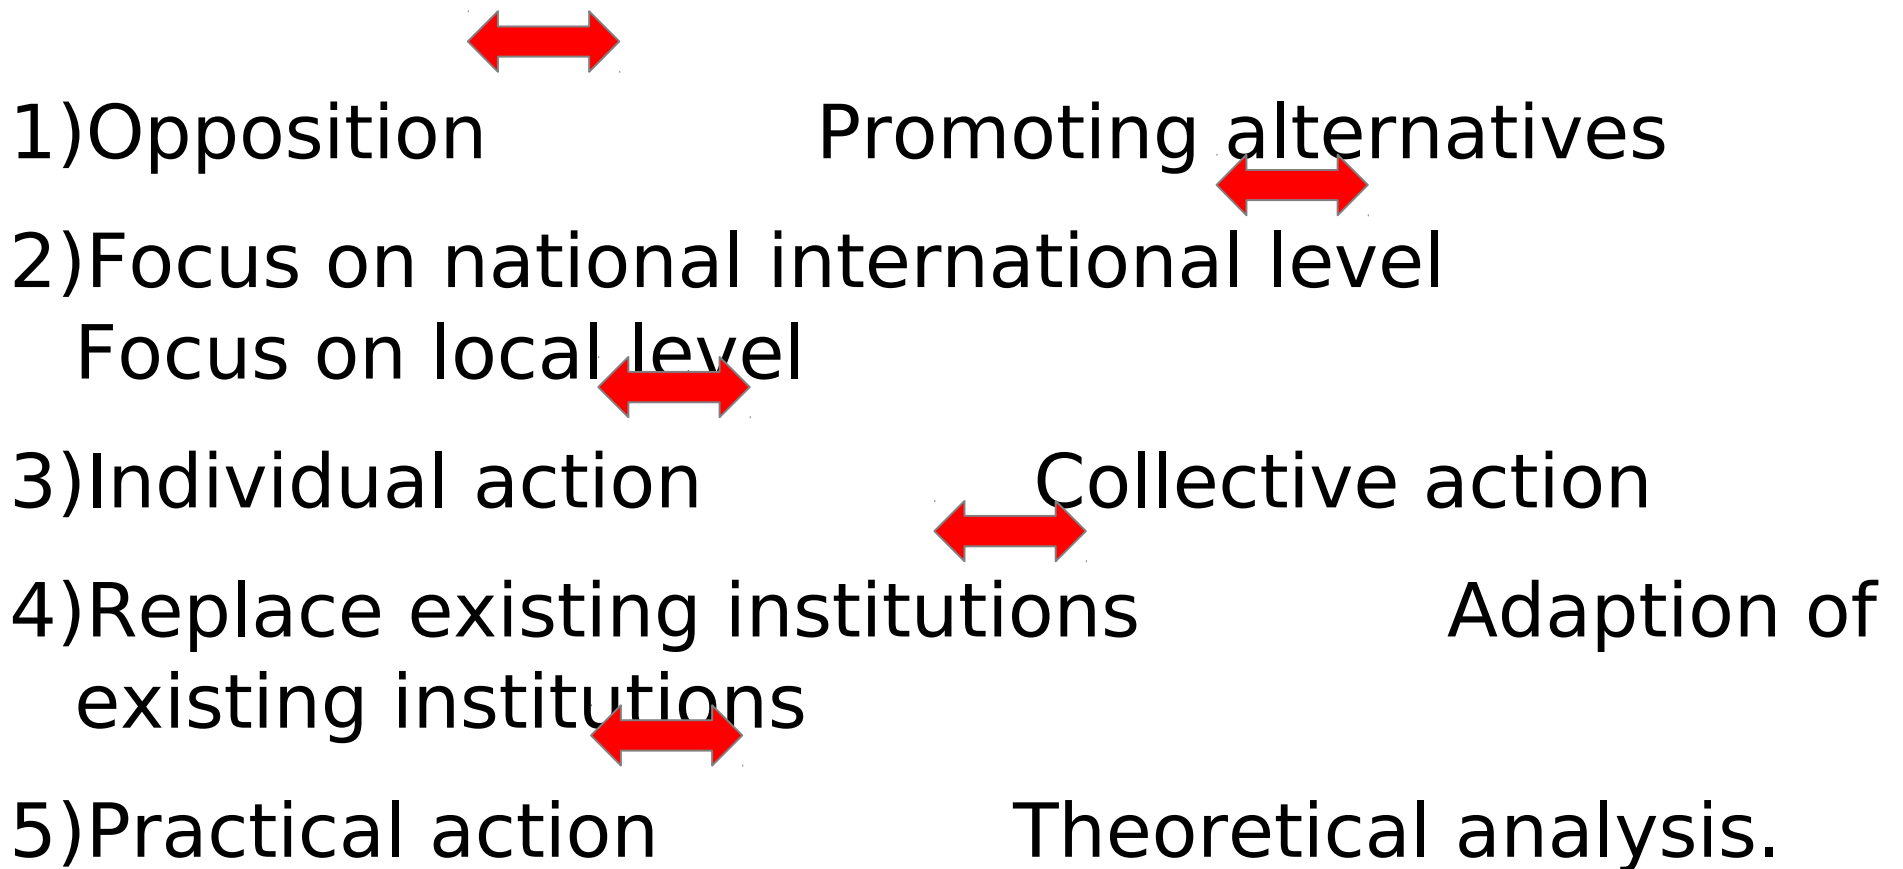 1)Opposition Promoting alternatives
2)Focus on national international level
Focus on local level
3)Individual action Collective action
4)Replace existing institutions Adaption of
existing institutions
5)Practical action Theoretical analysis.